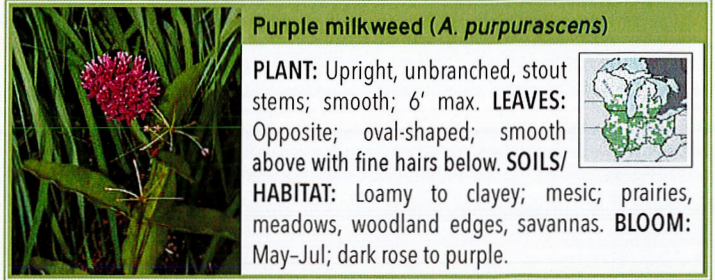 Purple milkweed (A. purpurascens)
PLANT: Upright, unbranched, stout
stems; smooth; 6' max. LEAVES:
Opposite; oval-shaped; smooth
above with fine hairs below. SOILS/
HABITAT: Loamy to clayey; mesic; prairies,
meadows, woodland edges, savannas. BLOOM:
May–Jul; dark rose to purple.